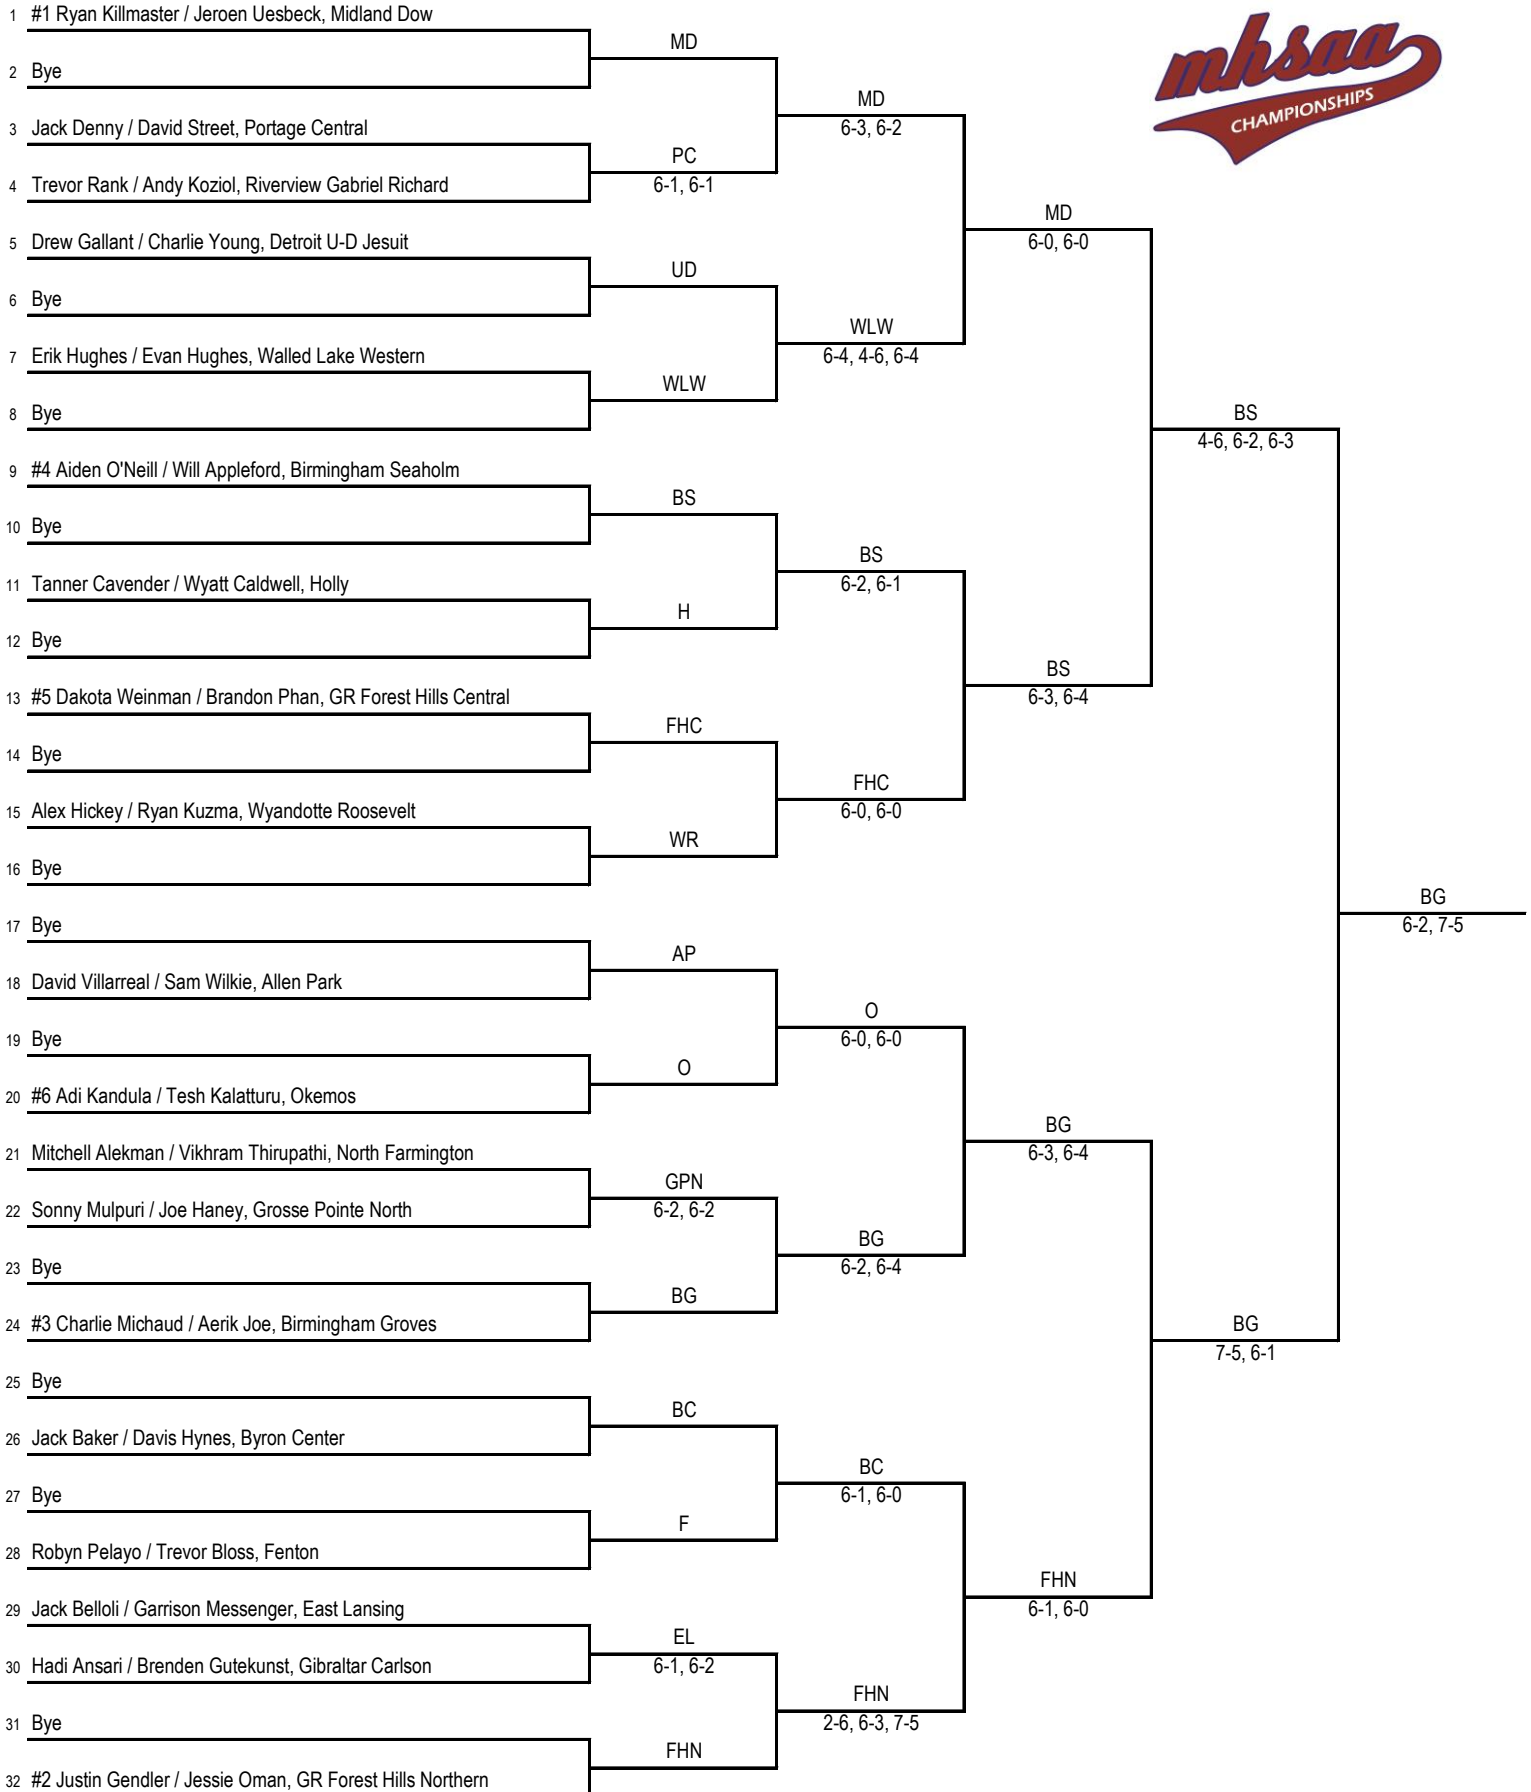 1 #1 Ryan Killmaster / Jeroen Uesbeck, Midland Dow
2 Bye
3 Jack Denny / David Street, Portage Central
4 Trevor Rank / Andy Koziol, Riverview Gabriel Richard
5 Drew Gallant / Charlie Young, Detroit U-D Jesuit
6 Bye
7 Erik Hughes / Evan Hughes, Walled Lake Western
8 Bye
9 #4 Aiden O'Neill / Will Appleford, Birmingham Seaholm
10 Bye
11 Tanner Cavender / Wyatt Caldwell, Holly
12 Bye
13 #5 Dakota Weinman / Brandon Phan, GR Forest Hills Central
14 Bye
15 Alex Hickey / Ryan Kuzma, Wyandotte Roosevelt
16 Bye
17 Bye
18 David Villarreal / Sam Wilkie, Allen Park
19 Bye
20 #6 Adi Kandula / Tesh Kalatturu, Okemos
21 Mitchell Alekman / Vikhram Thirupathi, North Farmington
22 Sonny Mulpuri / Joe Haney, Grosse Pointe North
23 Bye
24 #3 Charlie Michaud / Aerik Joe, Birmingham Groves
25 Bye
26 Jack Baker / Davis Hynes, Byron Center
27 Bye
28 Robyn Pelayo / Trevor Bloss, Fenton
29 Jack Belloli / Garrison Messenger, East Lansing
30 Hadi Ansari / Brenden Gutekunst, Gibraltar Carlson
31 Bye
32 #2 Justin Gendler / Jessie Oman, GR Forest Hills Northern
MD
PC
6-1, 6-1
UD
WLW
BS
H
FHC
WR
AP
O
GPN
6-2, 6-2
BG
BC
F
EL
6-1, 6-2
FHN
MD
6-3, 6-2
WLW
6-4, 4-6, 6-4
BS
6-2, 6-1
FHC
6-0, 6-0
O
6-0, 6-0
BG
6-2, 6-4
BC
6-1, 6-0
FHN
2-6, 6-3, 7-5
MD
6-0, 6-0
BS
6-3, 6-4
BG
6-3, 6-4
FHN
6-1, 6-0
BS
4-6, 6-2, 6-3
BG
7-5, 6-1
BG
6-2, 7-5
mhsaa
CHAMPIONSHIPS